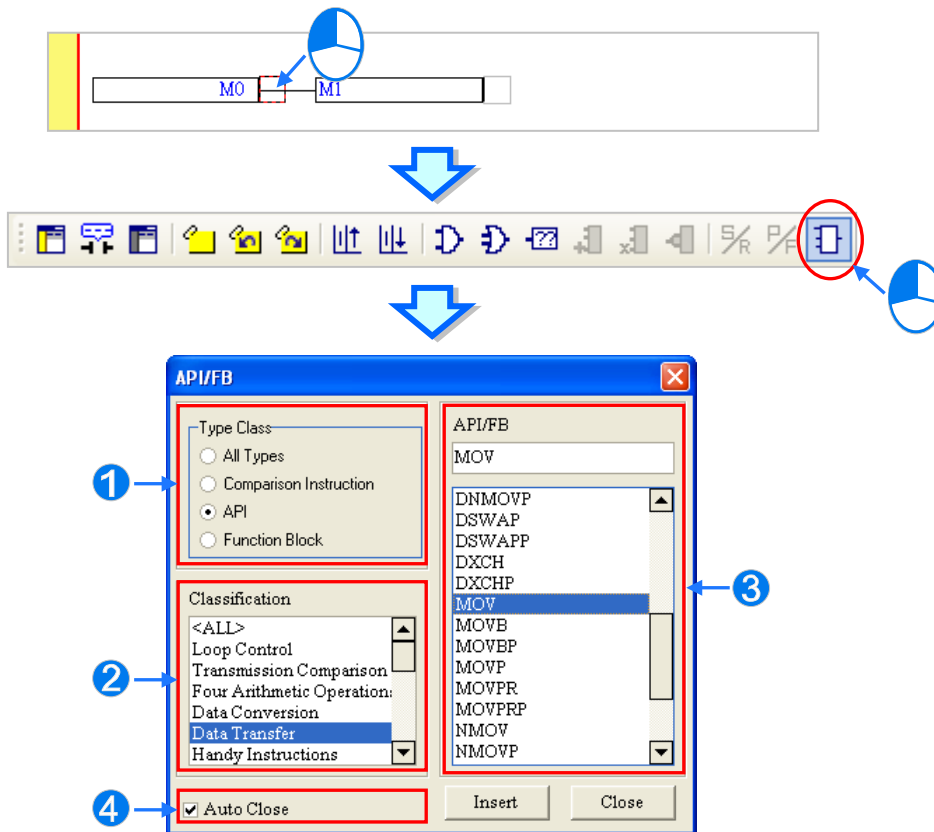 M0 M1
?? S/R P/F
API/FB
1
Type Class
All Types
Comparison Instruction
API
Function Block
2
Classification
<ALL>
Loop Control
Transmission Comparison
Four Arithmetic Operation:
Data Conversion
Data Transfer
Handy Instructions
4
Auto Close
API/FB
MOV
DNMOVP
DSWAP
DSWAPP
DXCH
DXCHP
MOV
MOVB
MOVBP
MOVP
MOVPR
MOVPRP
NMOV
NMOVP
3
Insert Close